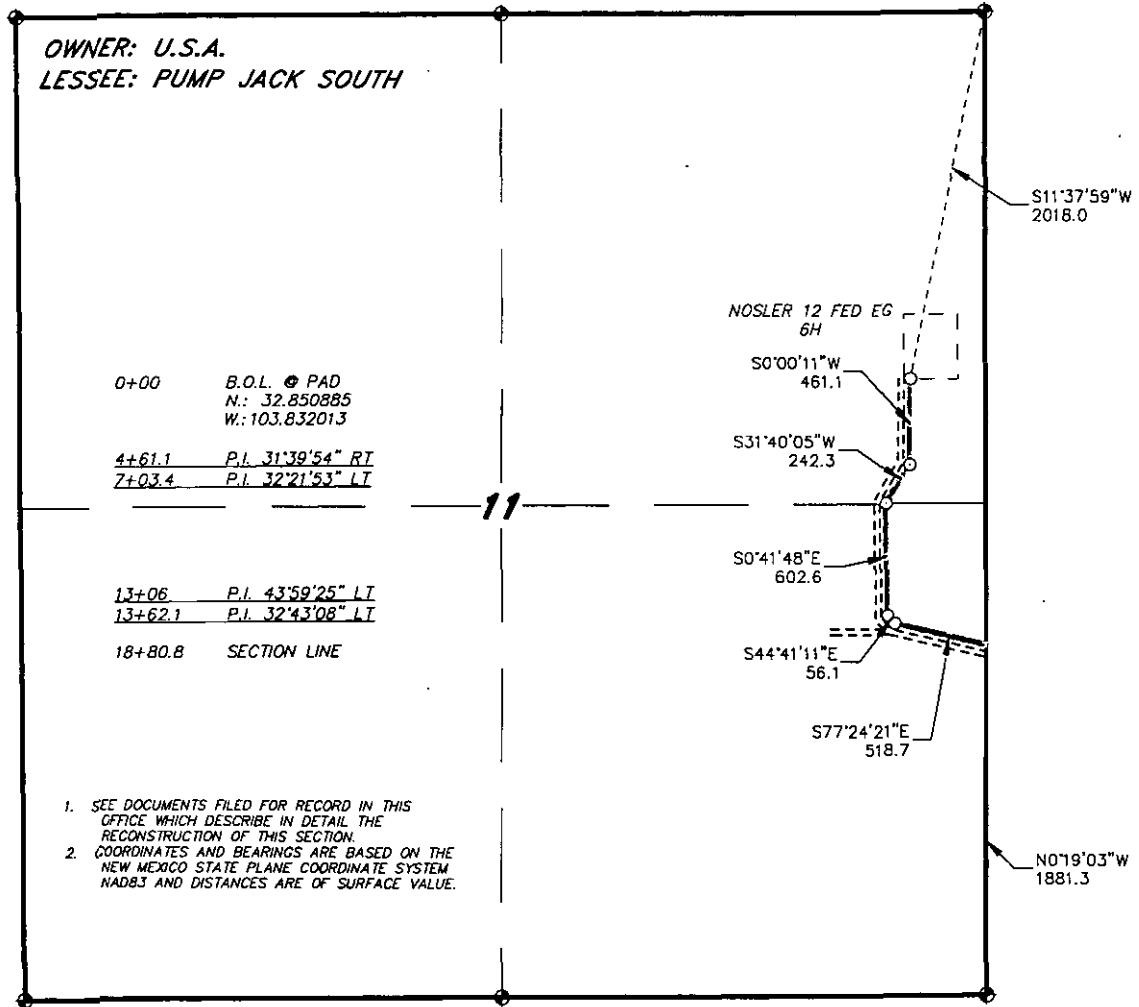 OWNER: U.S.A.
LESSEE: PUMP JACK SOUTH
S11°37'59"W
2018.0
NOSLER 12 FED EG
6H
S0°00'11"W
461.1
S31°40'05"W
242.3
0+00 B.O.L. @ PAD
N.: 32.850885
W.: 103.832013
4+61.1 P.I. 31°39'54" RT
7+03.4 P.I. 32°21'53" LT
11
S0°41'48"E
602.6
13+06 P.I. 43°59'25" LT
13+62.1 P.I. 32°43'08" LT
18+80.8 SECTION LINE
S44°41'11"E
56.1
S77°24'21"E
518.7
1. SEE DOCUMENTS FILED FOR RECORD IN THIS
OFFICE WHICH DESCRIBE IN DETAIL THE
RECONSTRUCTION OF THIS SECTION.
2. COORDINATES AND BEARINGS ARE BASED ON THE
NEW MEXICO STATE PLANE COORDINATE SYSTEM
NAD83 AND DISTANCES ARE OF SURFACE VALUE.
N0°19'03"W
1881.3